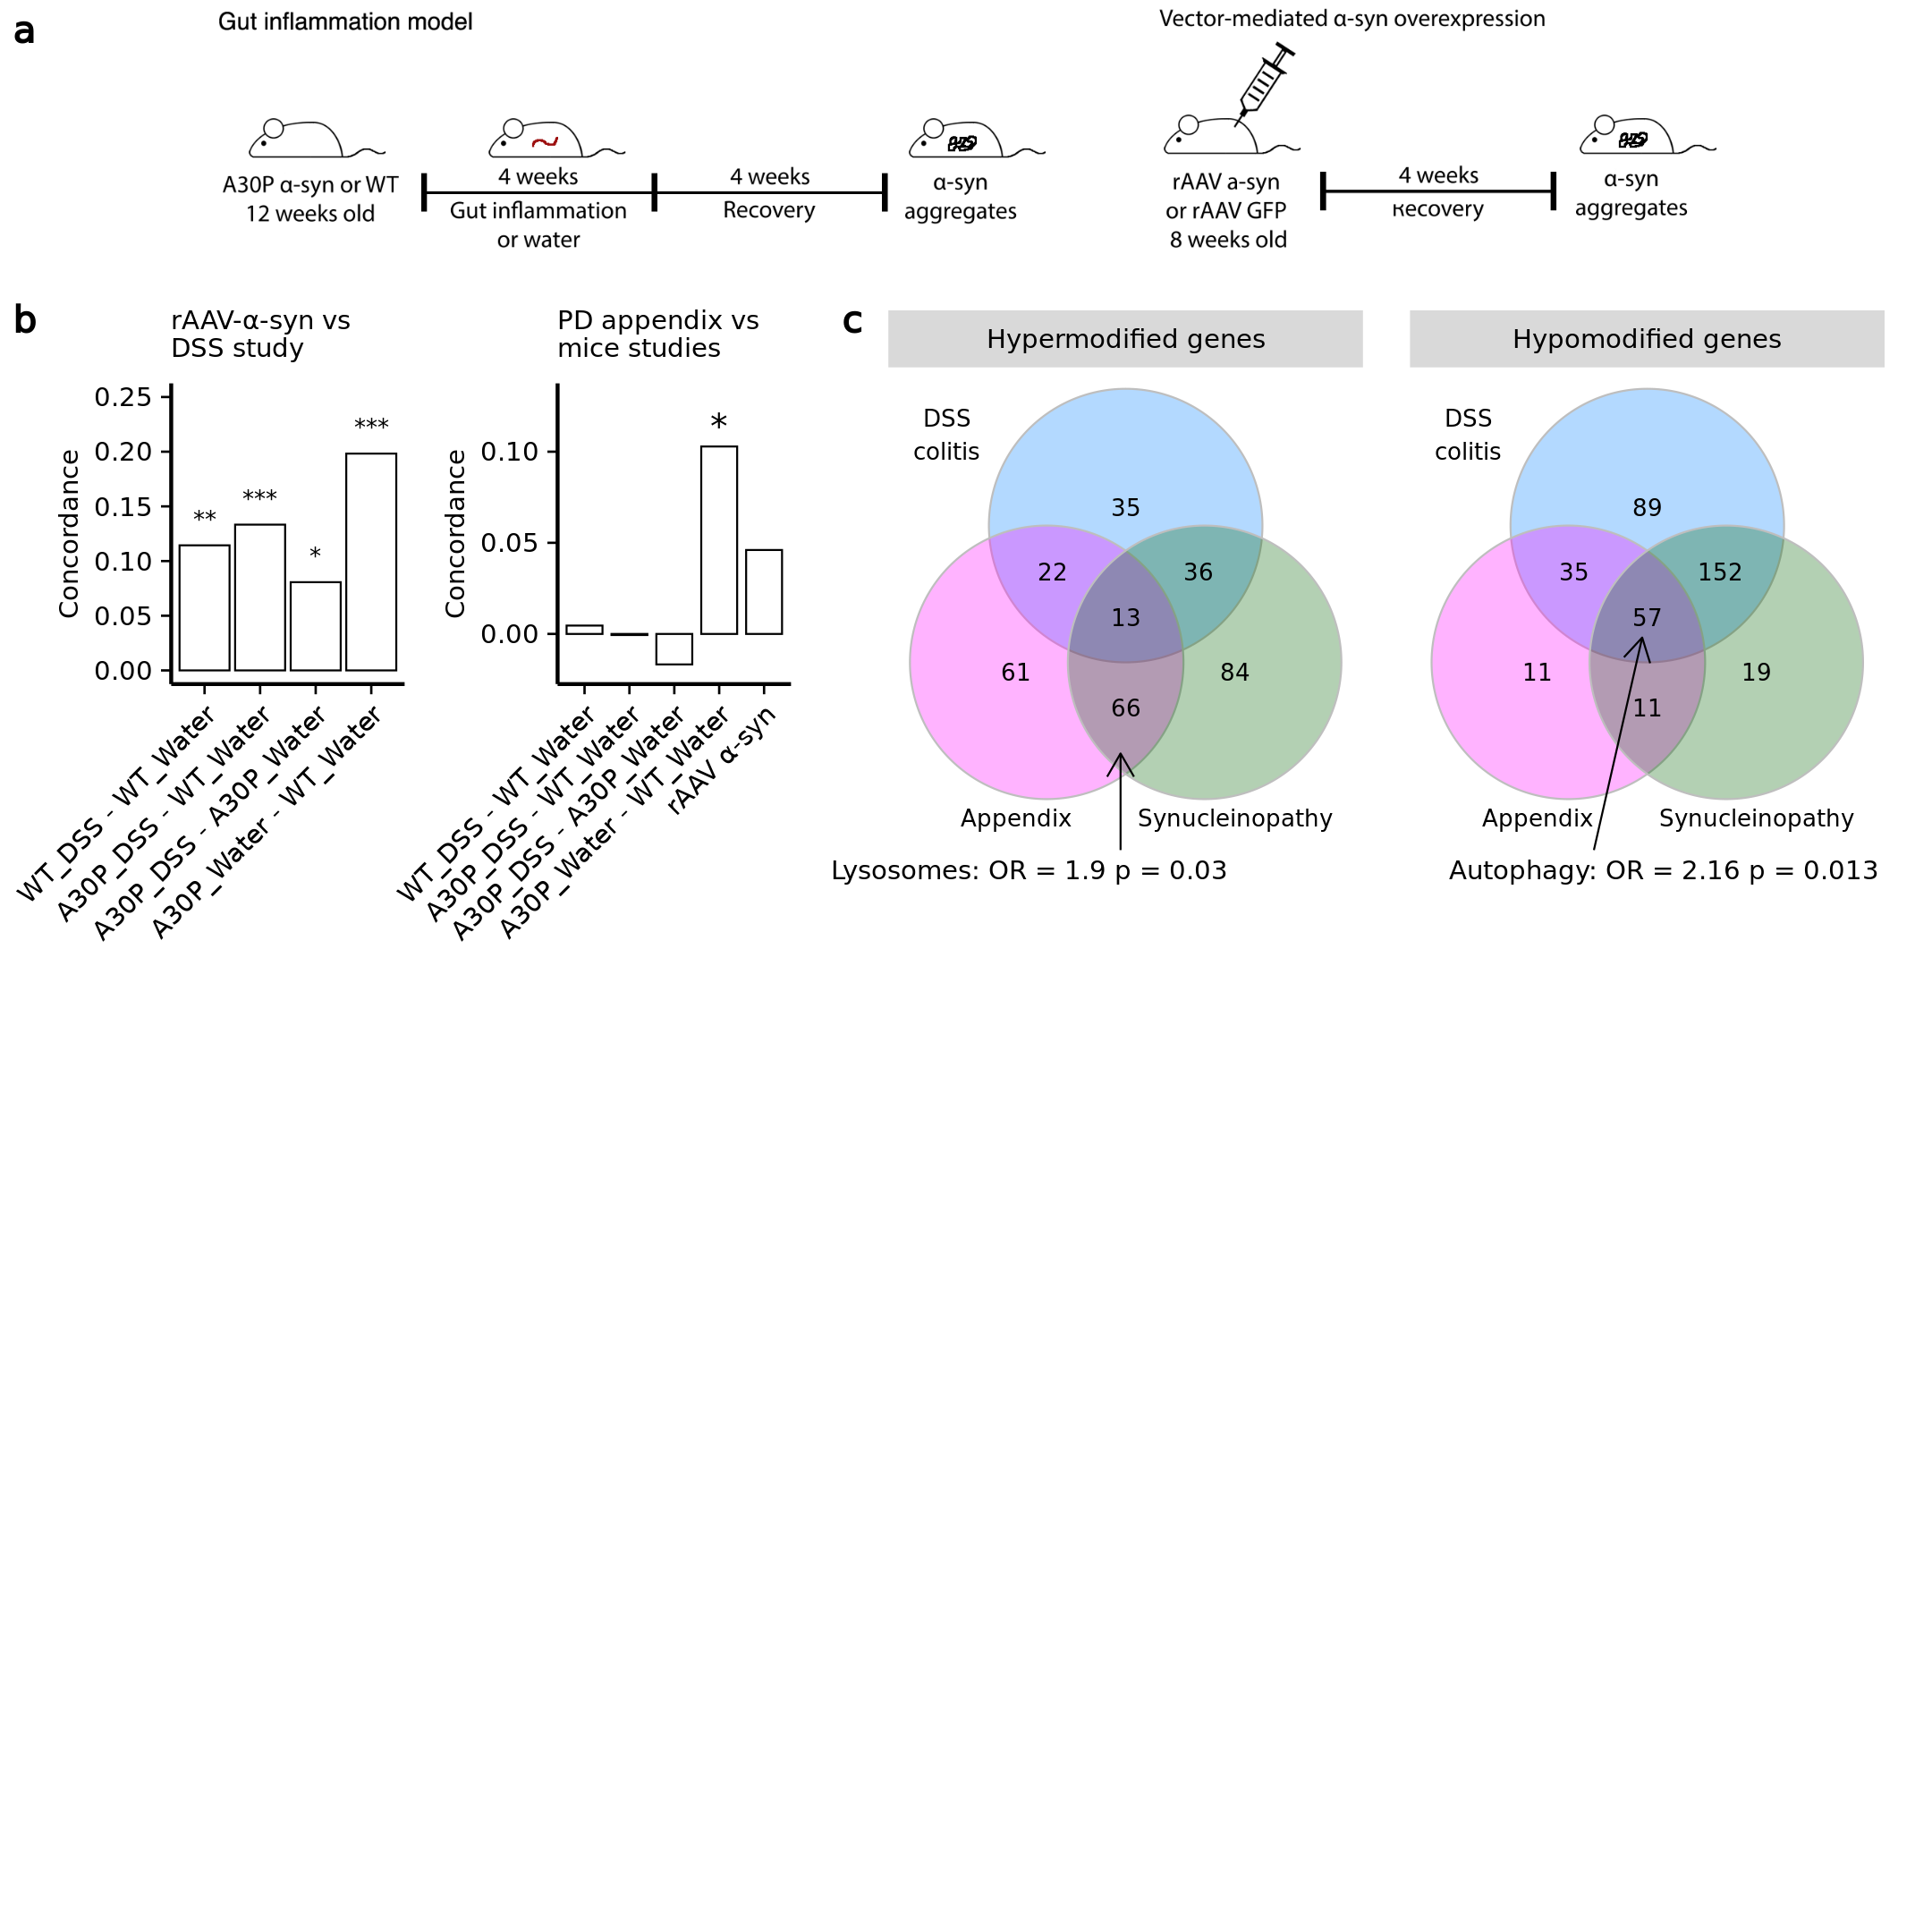 a
Gut inflammation model
Vector-mediated α-syn overexpression
A30P α-syn or WT
12 weeks old
4 weeks
Gut inflammation
or water
4 weeks
Recovery
α-syn
aggregates
rAAV a-syn
or rAAV GFP
8 weeks old
4 weeks
Recovery
α-syn
aggregates
b
rAAV-α-syn vs
DSS study
Concordance
0.25
0.20
0.15
0.10
0.05
0.00
**
***
*
***
WT_DSS - WT_Water
A30P_DSS - WT_Water
A30P_DSS - A30P_Water
A30P_Water - WT_Water
PD appendix vs
mice studies
Concordance
0.10
0.05
0.00
*
WT_DSS - WT_Water
A30P_DSS - WT_Water
A30P_DSS - A30P_Water
A30P_Water - WT_Water
rAAV α-syn
c
Hypermodified genes
DSS
colitis
35
22
36
13
61
84
66
Appendix
Synucleinopathy
Lysosomes: OR = 1.9 p = 0.03
Hypomodified genes
DSS
colitis
89
35
152
57
11
19
11
Appendix
Synucleinopathy
Autophagy: OR = 2.16 p = 0.013